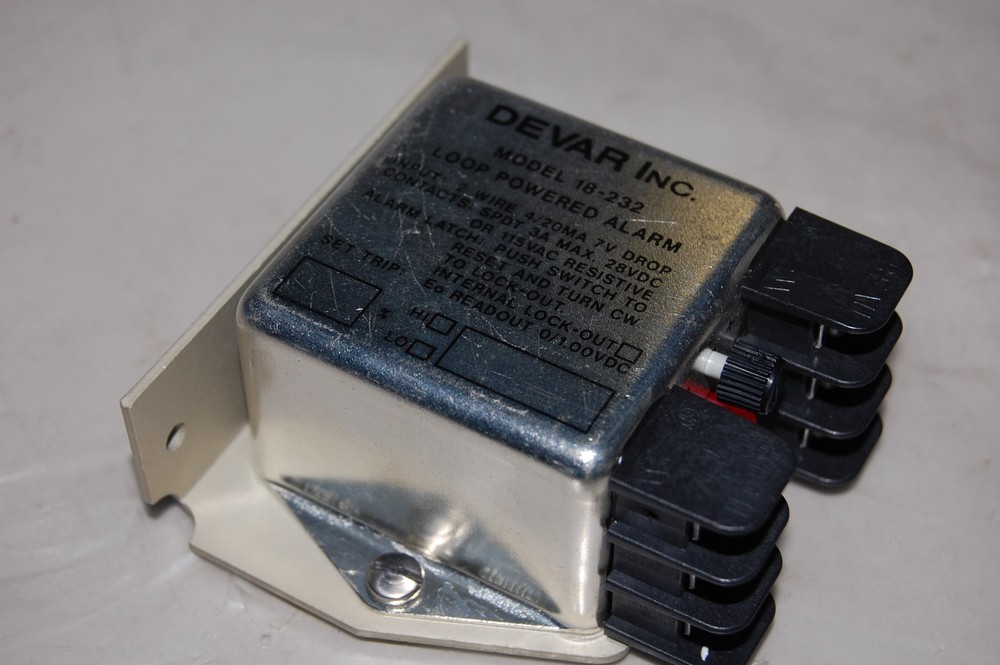 DEVAR INC.
MODEL 18-232
LOOP POWERED ALARM
INPUT: 2 WIRE, 4/20MA 7V DROP
CONTACTS: SPDT 3A MAX. 28VDC
OR 115VAC RESISTIVE
ALARM LATCH: PUSH SWITCH TO
RESET AND TURN CW
TO LOCK-OUT.
INTERNAL LOCK-OUT
Eo READOUT 0/1.00VDC
SET TRIP:
%
HI
LO